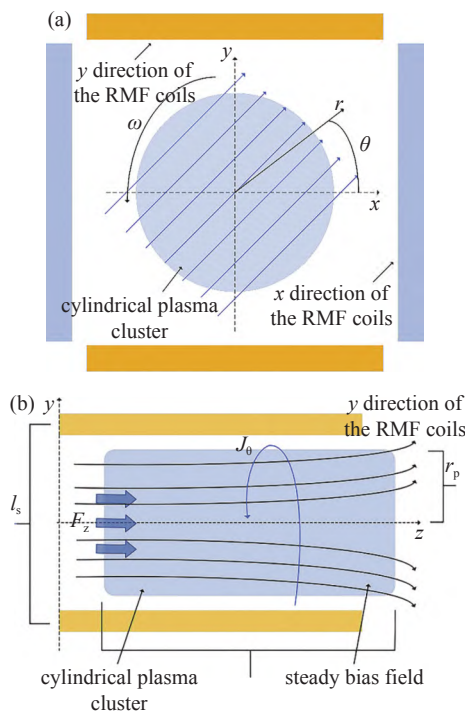 (a)
y
y direction of
the RMF coils
r
ω
θ
x
cylindrical plasma
cluster
x direction of
the RMF coils
(b)
y
y direction of
the RMF coils
J_θ
r_p
l_s
F_z
z
cylindrical plasma
cluster
steady bias field